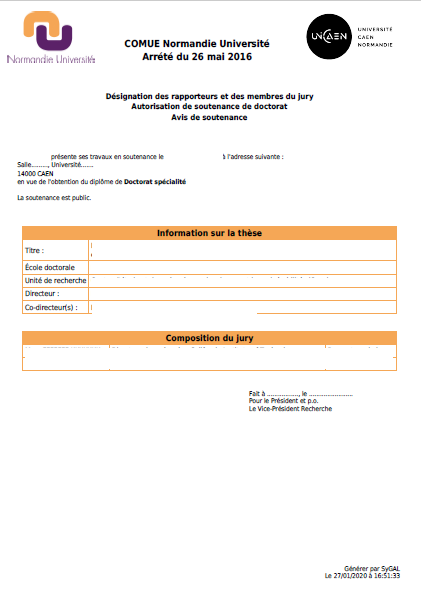 Normandie Université
COMUE Normandie Université
Arrété du 26 mai 2016
UNICAEN
UNIVERSITÉ
CAEN
NORMANDIE
Désignation des rapporteurs et des membres du jury
Autorisation de soutenance de doctorat
Avis de soutenance
présente ses travaux en soutenance le à l'adresse suivante :
Salle........, Université......
14000 CAEN
en vue de l'obtention du diplôme de Doctorat spécialité
La soutenance est public.
Information sur la thèse
Titre :
École doctorale
Unité de recherche
Directeur :
Co-directeur(s) :
Composition du jury
Fait à ................, le ......................
Pour le Président et p.o.
Le Vice-Président Recherche
Générer par SyGAL
Le 27/01/2020 à 16:51:33